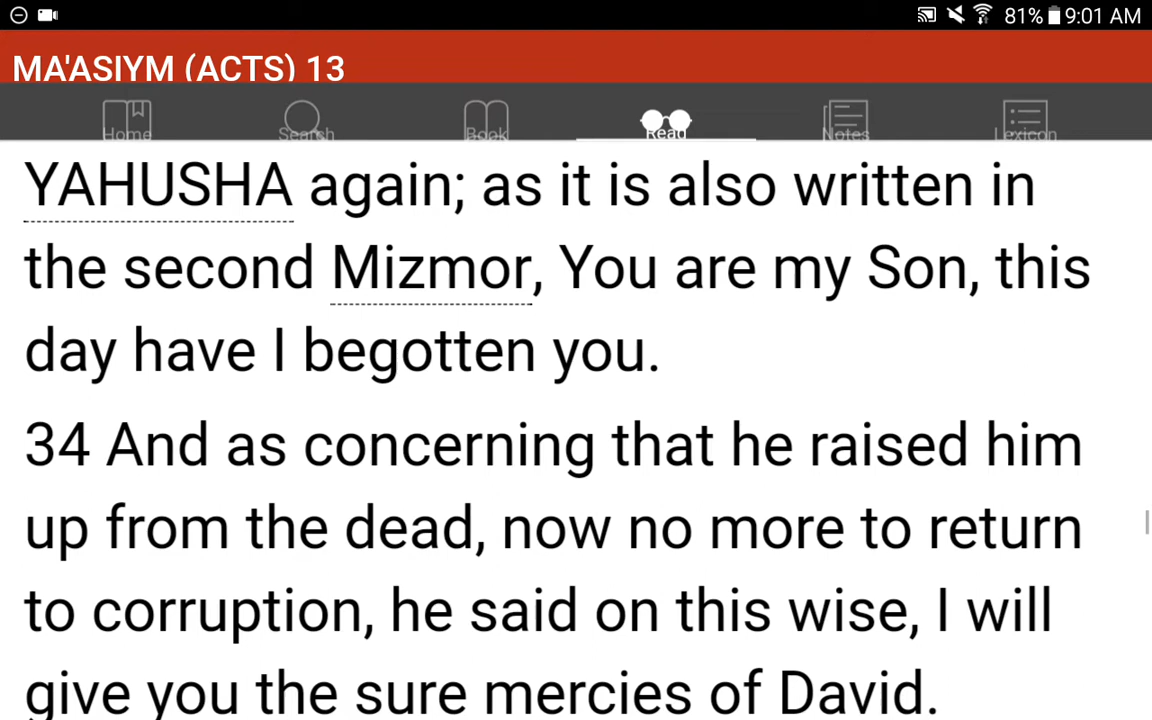 81% 9:01 AM
MA'ASIYM (ACTS) 13
Home Search Book Read Notes Lexicon
YAHUSHA again; as it is also written in
the second Mizmor, You are my Son, this
day have I begotten you.
34 And as concerning that he raised him
up from the dead, now no more to return
to corruption, he said on this wise, I will
give you the sure mercies of David.